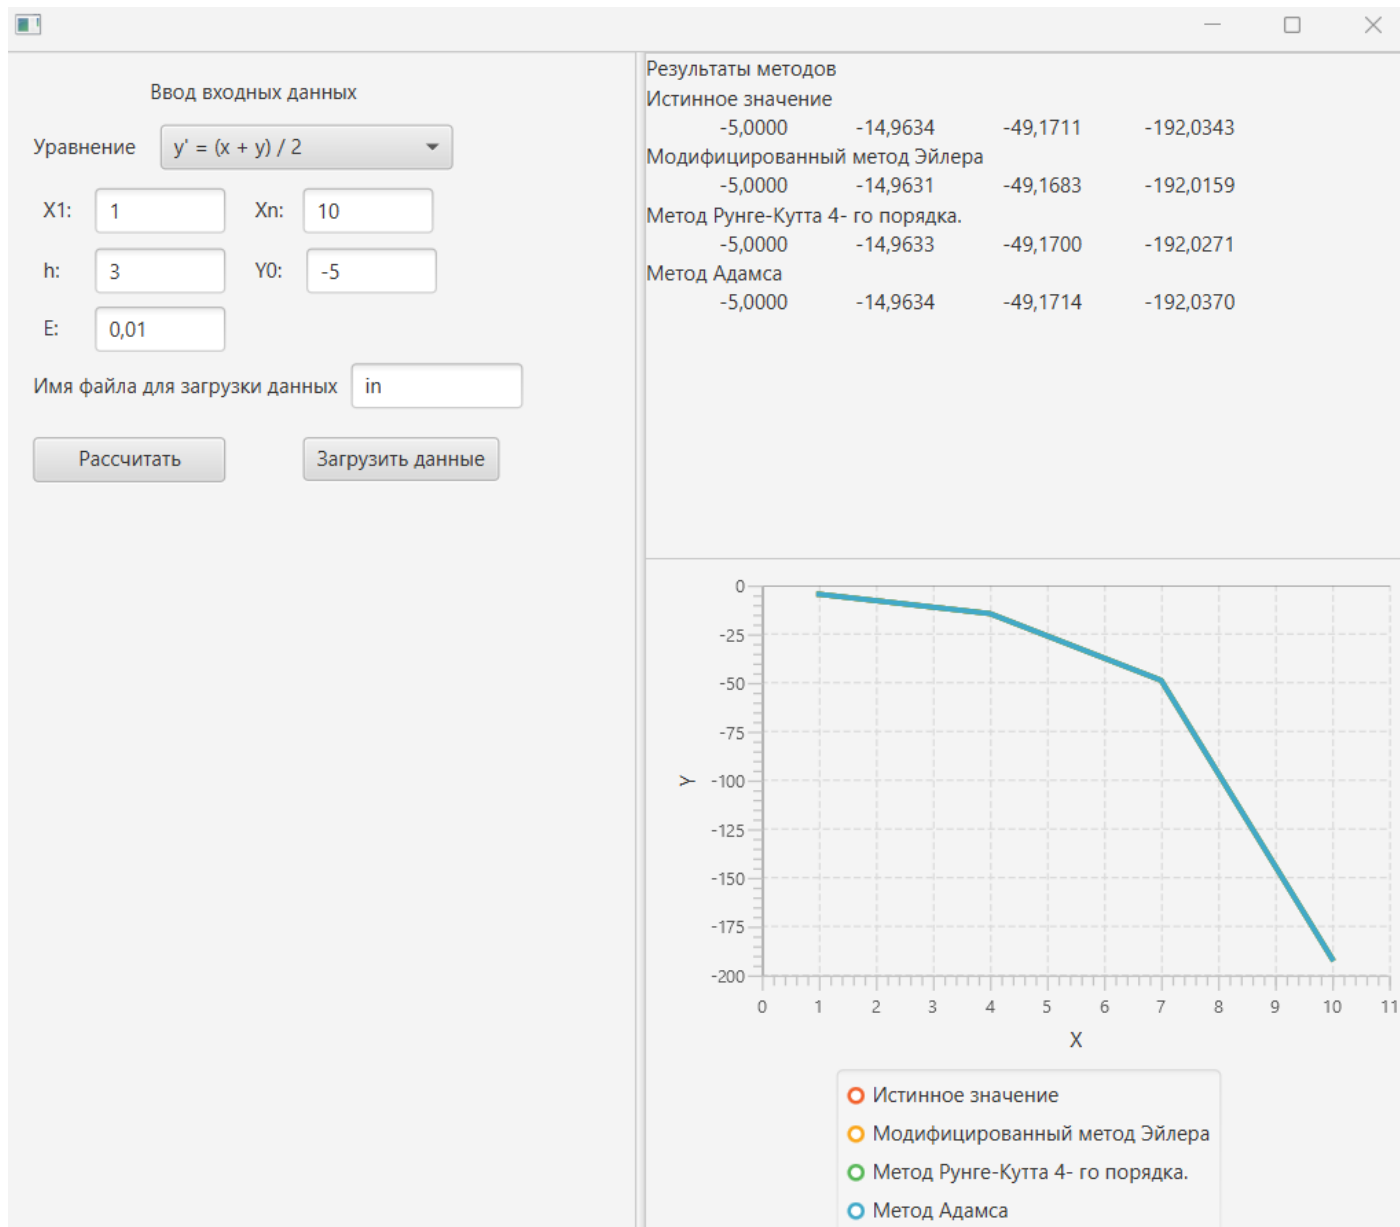 Ввод входных данных
Уравнение y' = (x + y) / 2
X1: 1 Xn: 10
h: 3 Y0: -5
E: 0,01
Имя файла для загрузки данных in
Рассчитать Загрузить данные
Результаты методов
Истинное значение
-5,0000 -14,9634 -49,1711 -192,0343
Модифицированный метод Эйлера
-5,0000 -14,9631 -49,1683 -192,0159
Метод Рунге-Кутта 4- го порядка.
-5,0000 -14,9633 -49,1700 -192,0271
Метод Адамса
-5,0000 -14,9634 -49,1714 -192,0370
0
-25
-50
-75
Y
-100
-125
-150
-175
-200
0 1 2 3 4 5 6 7 8 9 10 11
X
Истинное значение
Модифицированный метод Эйлера
Метод Рунге-Кутта 4- го порядка.
Метод Адамса